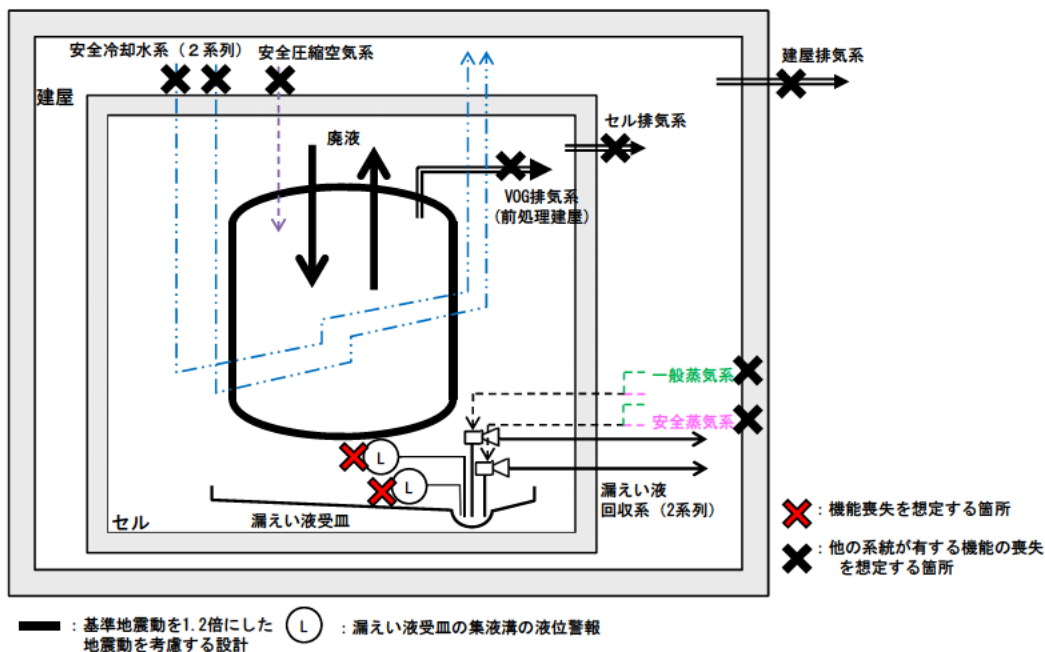 安全冷却水系（２系列）
安全圧縮空気系
建屋排気系
建屋
セル排気系
廃液
VOG排気系
(前処理建屋)
一般蒸気系
安全蒸気系
L
L
漏えい液
回収系（2系列）
漏えい液受皿
セル
：機能喪失を想定する箇所
：他の系統が有する機能の喪失
を想定する箇所
：基準地震動を1.2倍にした
地震動を考慮する設計
L
：漏えい液受皿の集液溝の液位警報